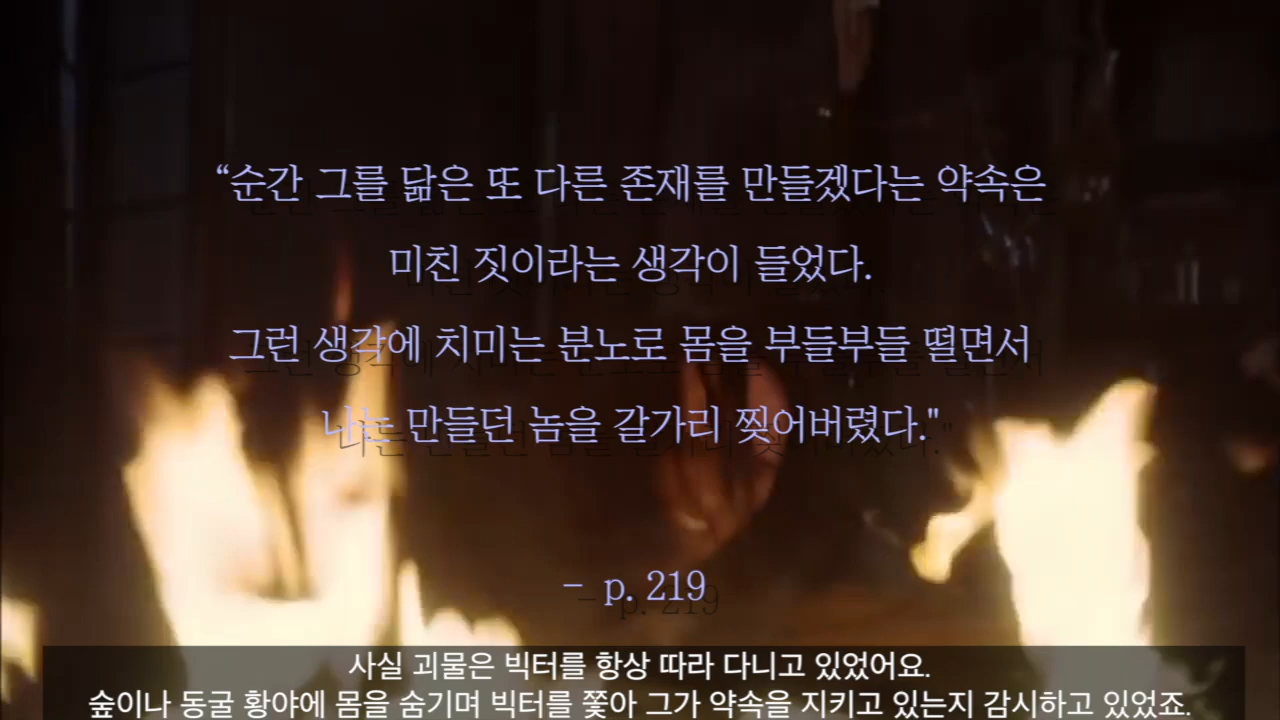 “순간 그를 닮은 또 다른 존재를 만들겠다는 약속은
미친 짓이라는 생각이 들었다.
그런 생각에 치미는 분노로 몸을 부들부들 떨면서
나는 만들던 놈을 갈가리 찢어버렸다."
- p. 219
사실 괴물은 빅터를 항상 따라 다니고 있었어요.
숲이나 동굴 황야에 몸을 숨기며 빅터를 쫓아 그가 약속을 지키고 있는지 감시하고 있었죠.